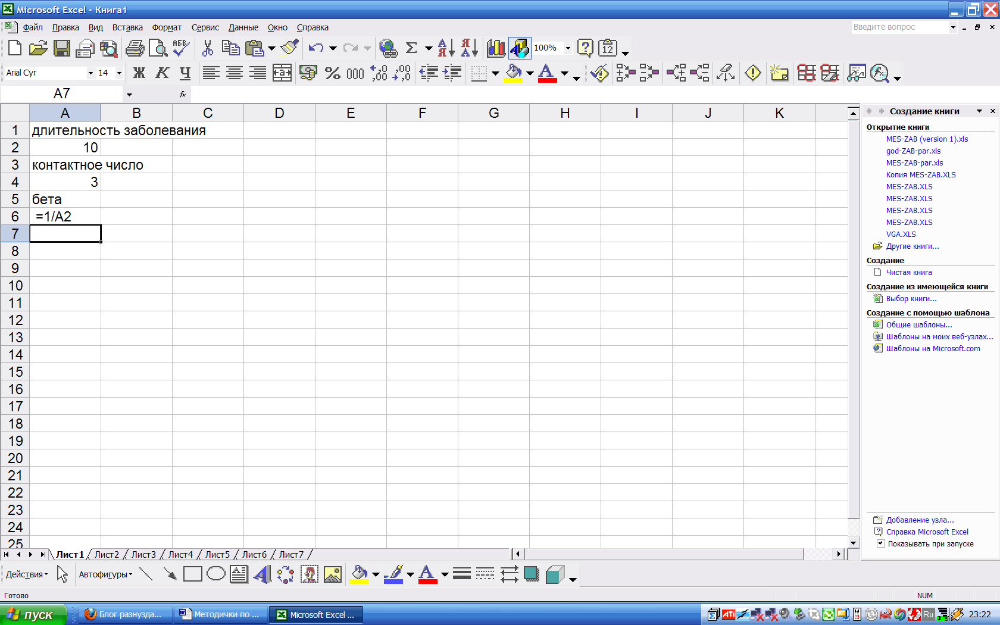 Microsoft Excel - Книга1
Файл Правка Вид Вставка Формат Сервис Данные Окно Справка Введите вопрос
100%
Arial Cyr 14 Ж К Ч % 000
A7 fx
A B C D E F G H I J K
1 длительность заболевания
2 10
3 контактное число
4 3
5 бета
6 =1/A2
7
8
9
10
11
12
13
14
15
16
17
18
19
20
21
22
23
24
25
Создание книги
Открытие книги
MES-ZAB (version 1).xls
god-ZAB-par.xls
MES-ZAB-par.xls
Копия MES-ZAB.XLS
MES-ZAB.XLS
MES-ZAB.XLS
MES-ZAB.XLS
MES-ZAB.XLS
VGA.XLS
Другие книги...
Создание
Чистая книга
Создание из имеющейся книги
Выбор книги...
Создание с помощью шаблона
Общие шаблоны...
Шаблоны на моих веб-узлах...
Шаблоны на Microsoft.com
Добавление узла...
Справка Microsoft Excel
Показывать при запуске
Лист1 Лист2 Лист3 Лист4 Лист5 Лист6 Лист7
Действия Автофигуры
Готово NUM
пуск Блог разнузда... Методички по ... Microsoft Excel ... ATI Ru 23:22